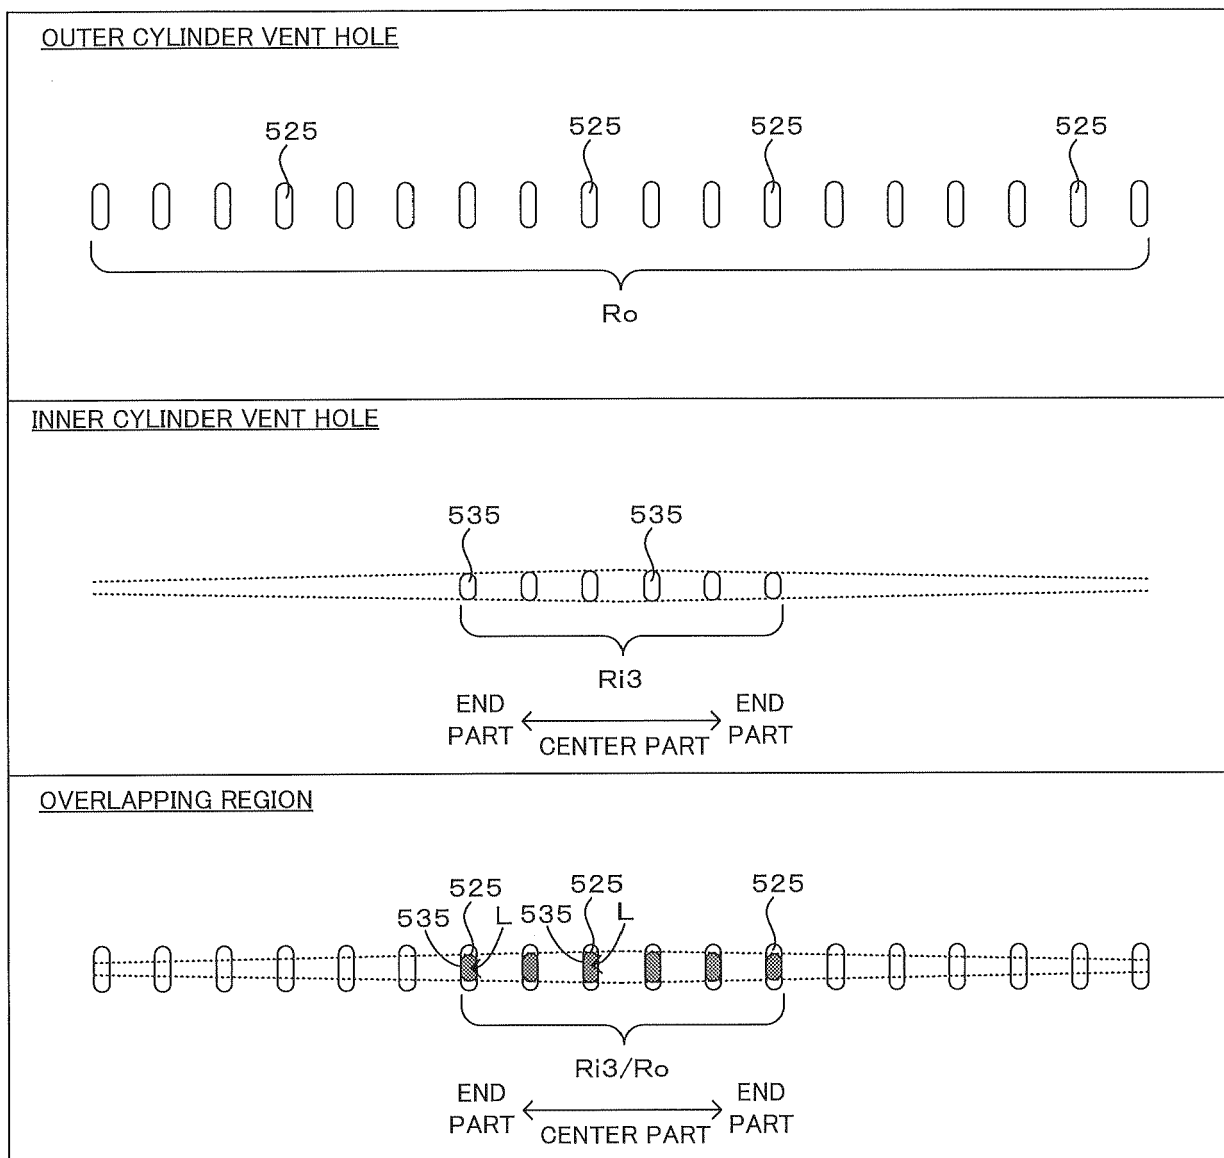 OUTER CYLINDER VENT HOLE
525 525 525 525
Ro
INNER CYLINDER VENT HOLE
535 535
Ri3
END PART CENTER PART END PART
OVERLAPPING REGION
525 525 525
535 L 535 L
Ri3/Ro
END PART CENTER PART END PART